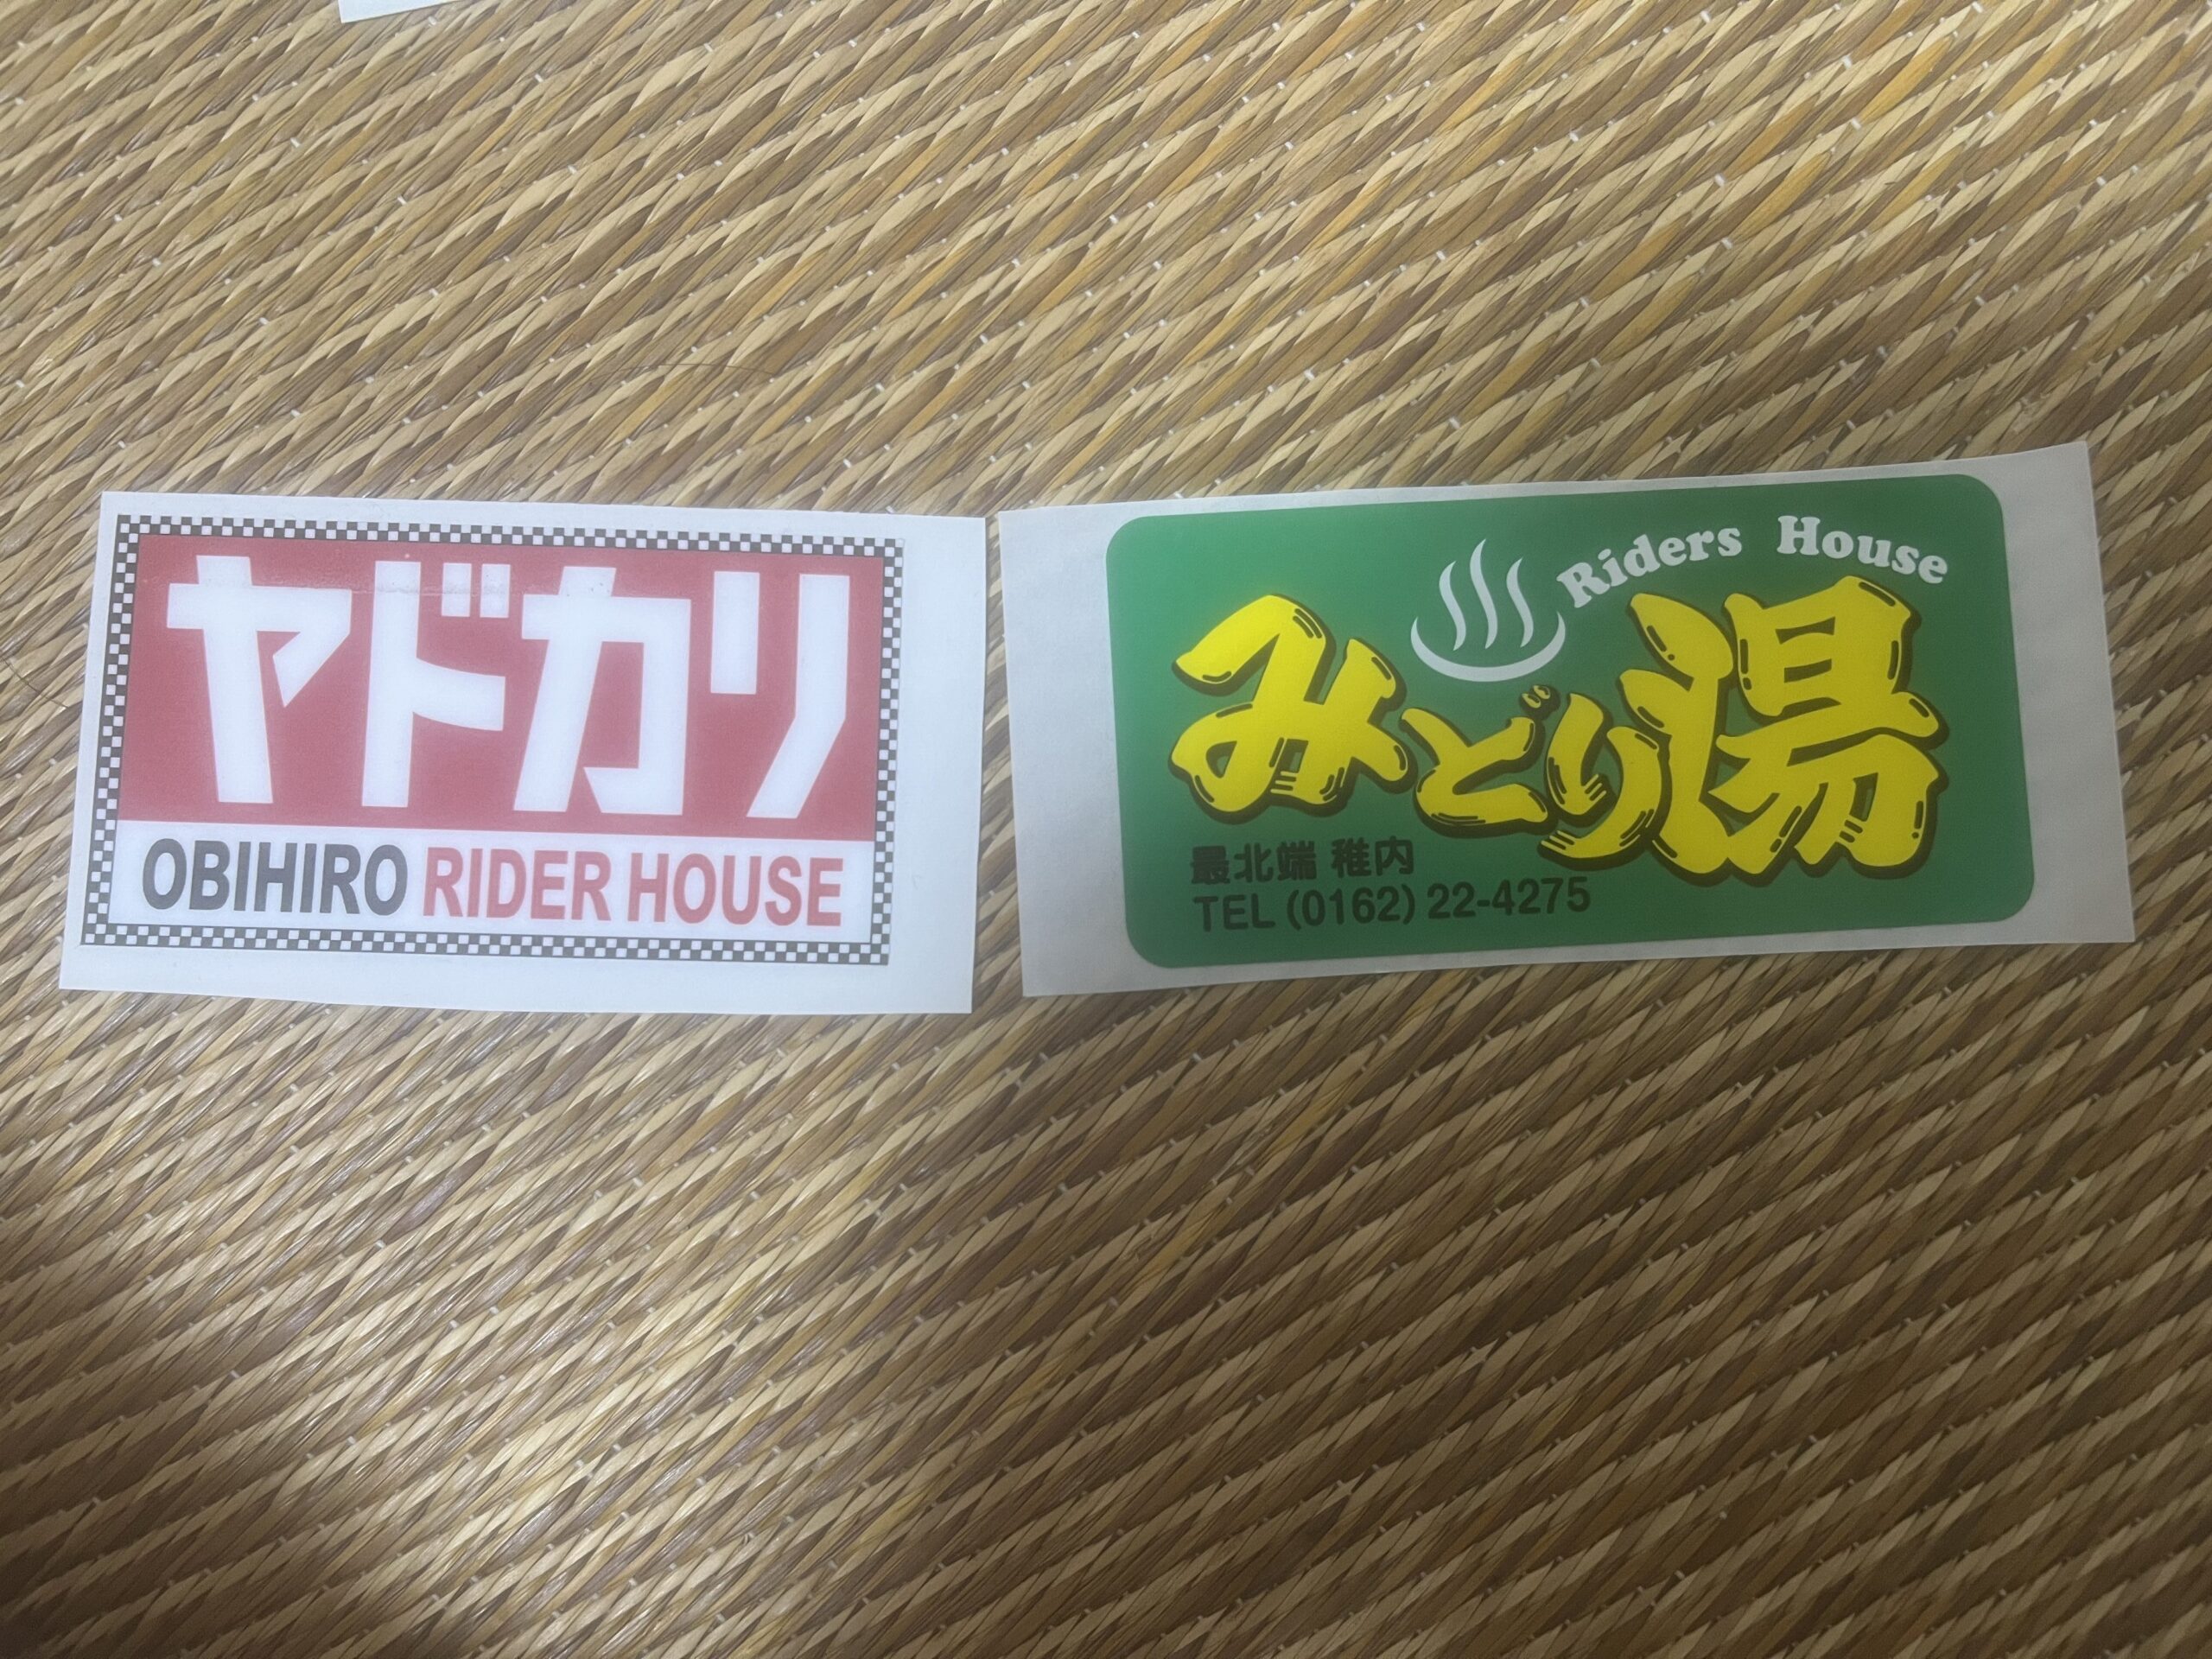 ヤドカリ
OBIHIRO RIDER HOUSE
Riders House
みどり湯
最北端 稚内
TEL (0162) 22-4275